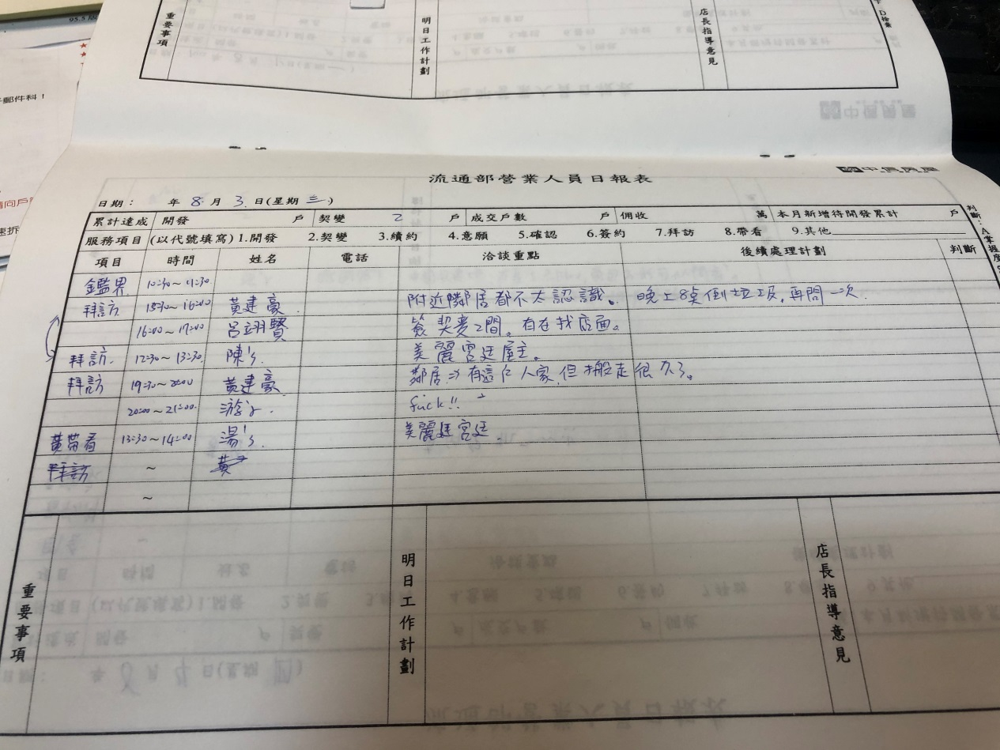 95.5
重要事項
明日工作計劃
店長指導意見
郵件科!
中信房屋
流通部營業人員日報表
日期: 年 8 月 3 日(星期 三 )
累計達成 開發 戶 契變 2 戶 成交戶數 戶 佣收 萬 本月新增待開發累計 戶
服務項目 (以代號填寫) 1.開發 2.契變 3.續約 4.意願 5.確認 6.簽約 7.拜訪 8.帶看 9.其他
項目 時間 姓名 電話 洽談重點 後續處理計劃 判斷
鑑界 10:30~11:30
拜訪 15:30~16:00 黃建豪 附近鄰居都不太認識。 晚上8点倒垃圾,再問一次.
16:00~17:00 呂翊賢 簽契变2間。有在找店面。
拜訪. 12:30~13:30 陳's. 美麗宮廷屋主。
拜訪 19:30~20:00 黃建豪 鄰居⇒有這戶人家,但搬走很久了。
20:00~21:00. 游's. fuck!!
黃帶看 13:30~14:00 湯's. 美麗廷宮廷.
拜訪 ~ 黃
~
重要事項
明日工作計劃
店長指導意見